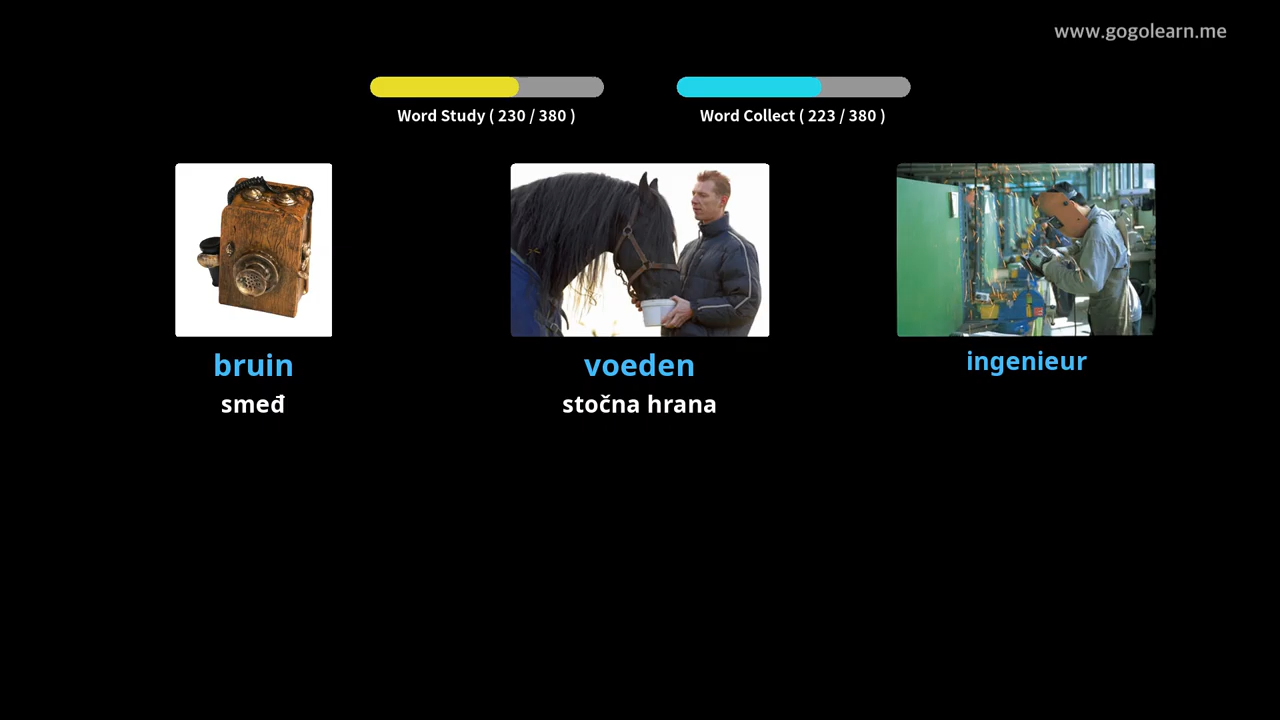 www.gogolearn.me
Word Study ( 230 / 380 )
Word Collect ( 223 / 380 )
bruin
smeđ
voeden
stočna hrana
ingenieur